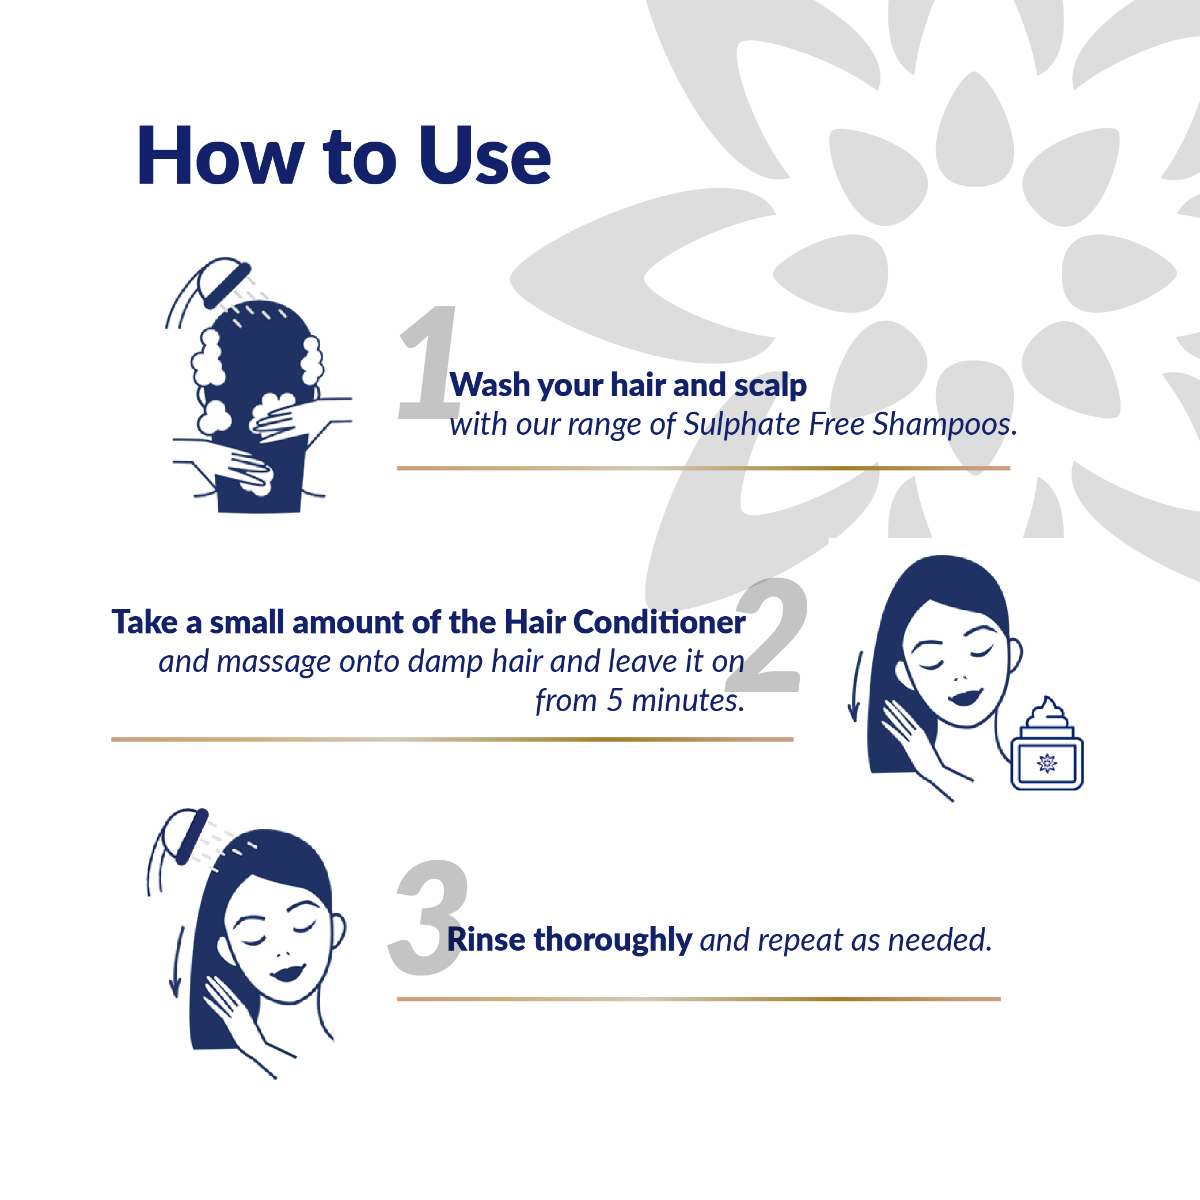 How to Use
1
Wash your hair and scalp
with our range of Sulphate Free Shampoos.
2
Take a small amount of the Hair Conditioner
and massage onto damp hair and leave it on
from 5 minutes.
3
Rinse thoroughly and repeat as needed.